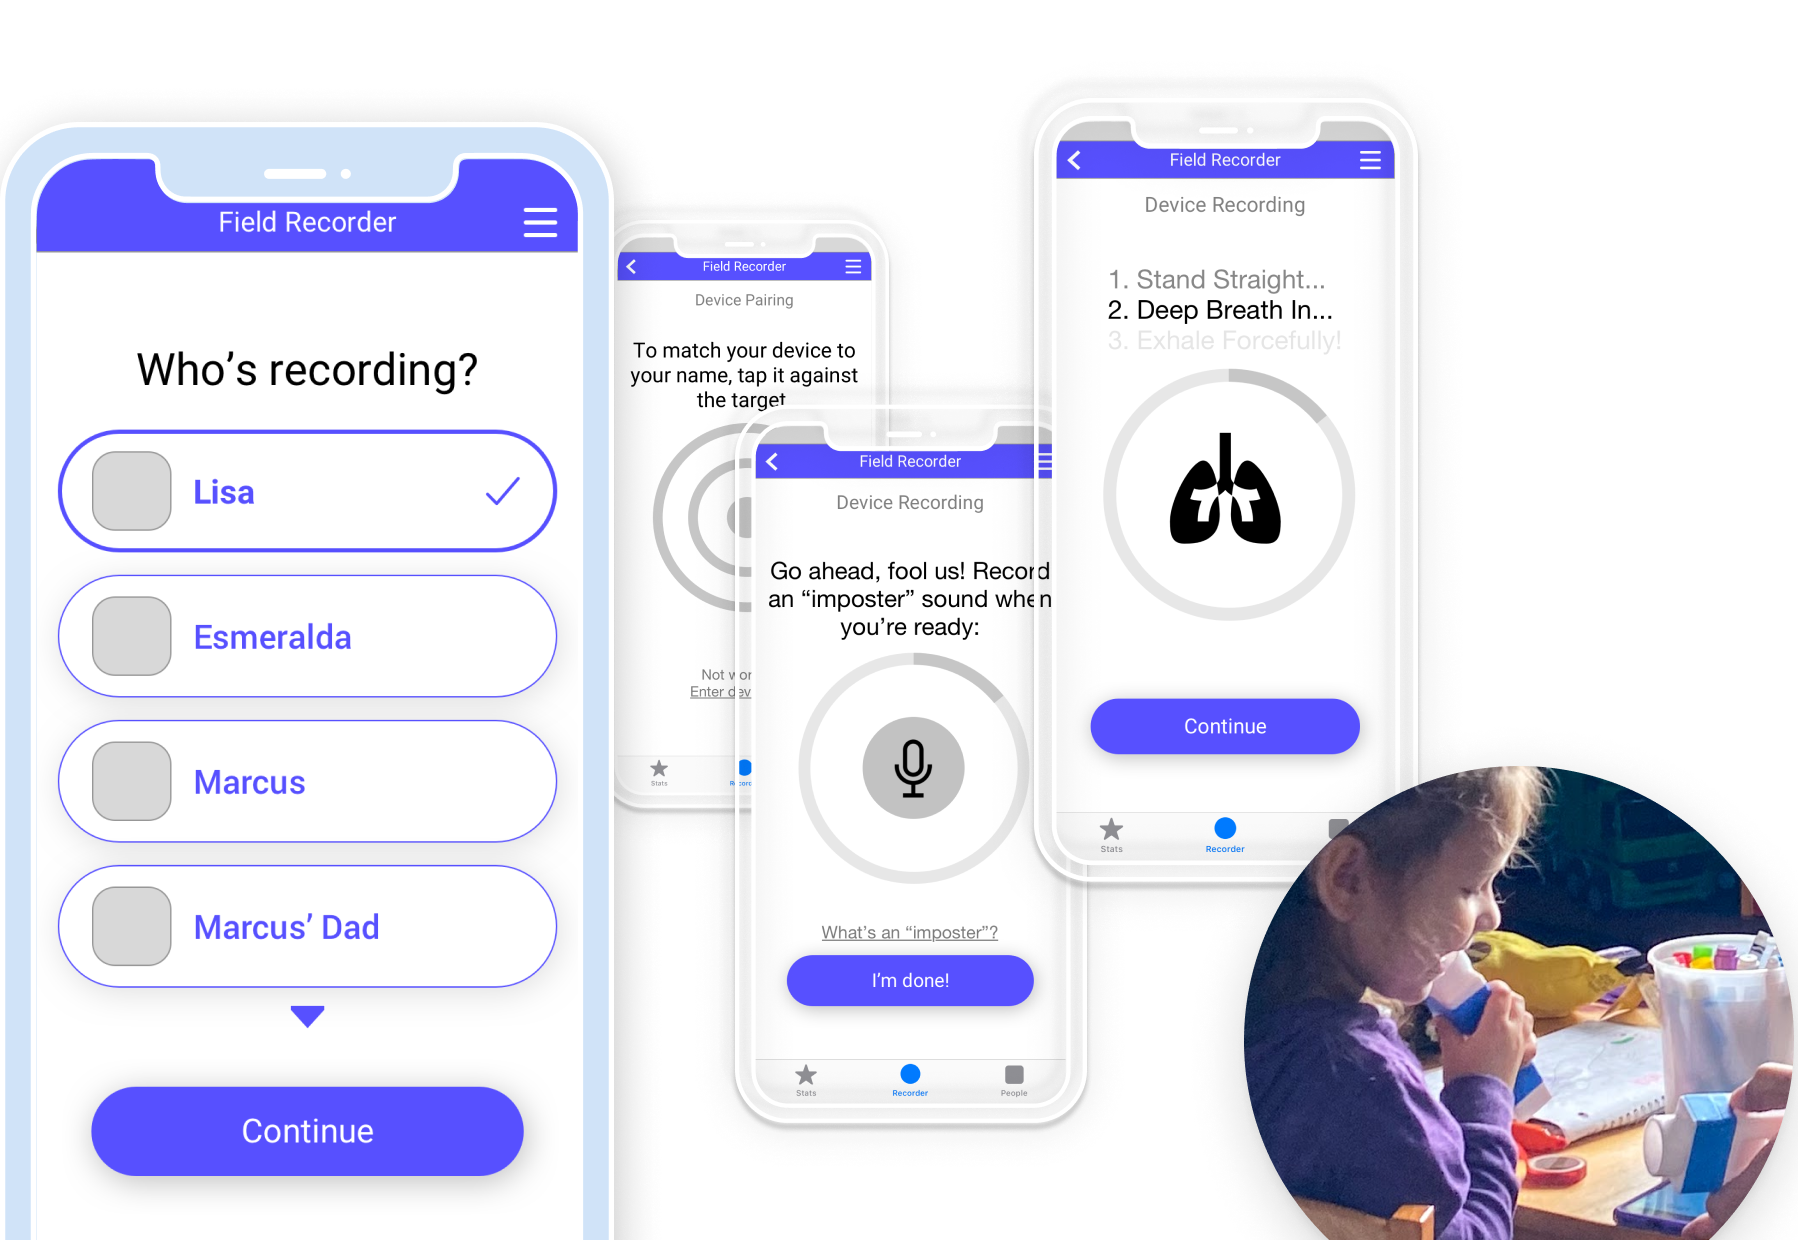 Field Recorder
Who’s recording?
Lisa
Esmeralda
Marcus
Marcus’ Dad
Continue
Field Recorder
Device Pairing
To match your device to
your name, tap it against
the target
Not
Enter
Stats
Field Recorder
Device Recording
Go ahead, fool us! Record
an “imposter” sound when
you’re ready:
What’s an “imposter”?
I’m done!
Stats
Recorder
People
Field Recorder
Device Recording
1. Stand Straight...
2. Deep Breath In...
3. Exhale Forcefully!
Continue
Stats
Recorder